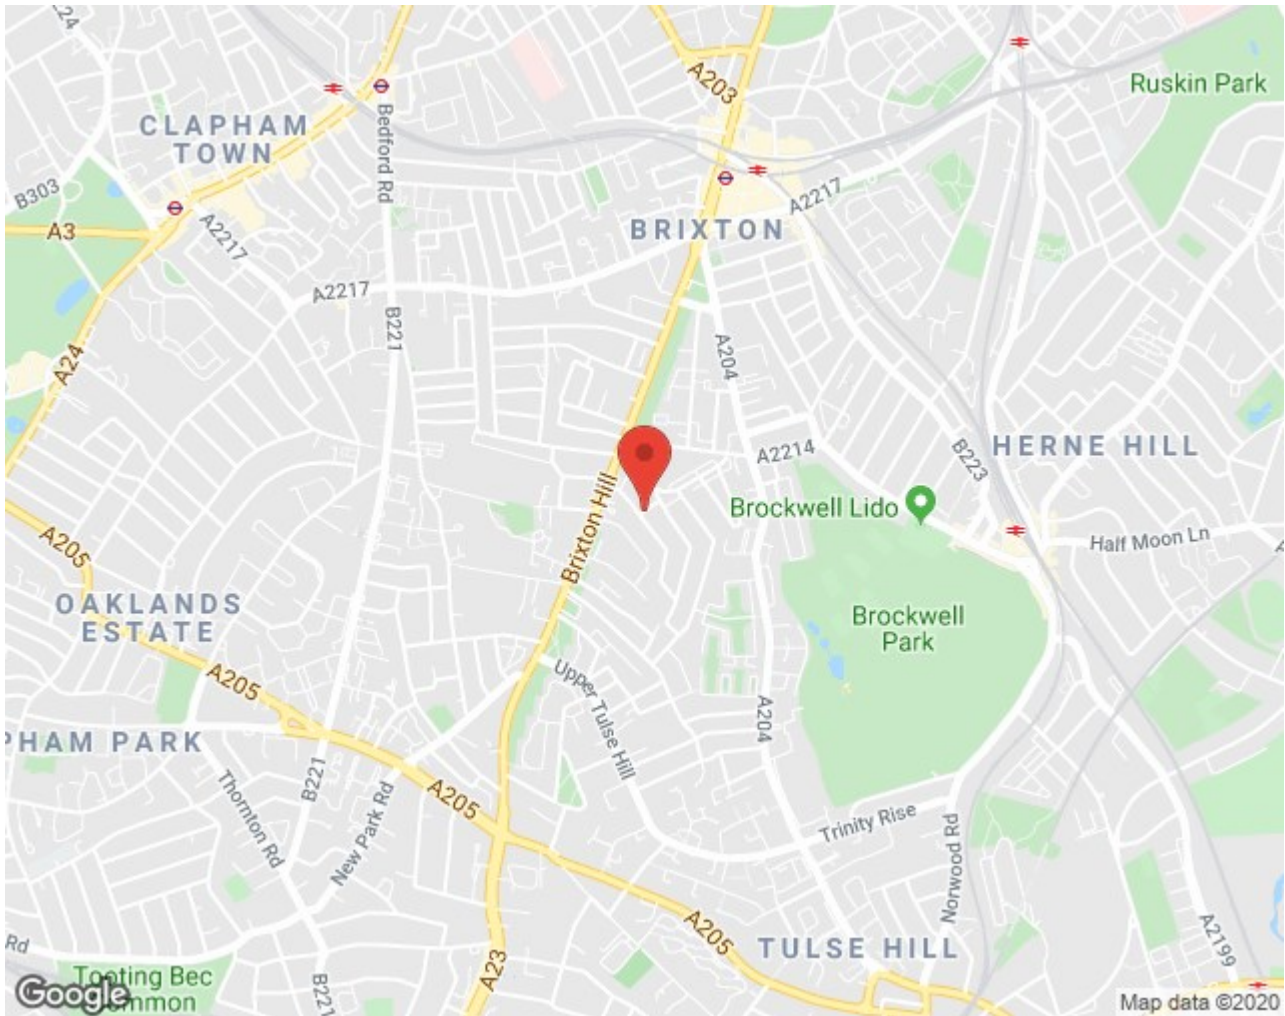 24
A203
Ruskin Park
CLAPHAM
TOWN
Bedford Rd
B303
A2217
A2217
A3
BRIXTON
A2217
B221
A204
A24
A2214
HERNE HILL
B223
Brixton Hill
Brockwell Lido
Half Moon Ln
A205
OAKLANDS
ESTATE
Brockwell
Park
A205
Upper Tulse Hill
A204
PHAM PARK
B221
Thornton Rd
New Park Rd
A205
Trinity Rise
Norwood Rd
A205
TULSE HILL
A2199
Rd
A23
B221
Tooting Bec
Common
Google
Map data ©2020